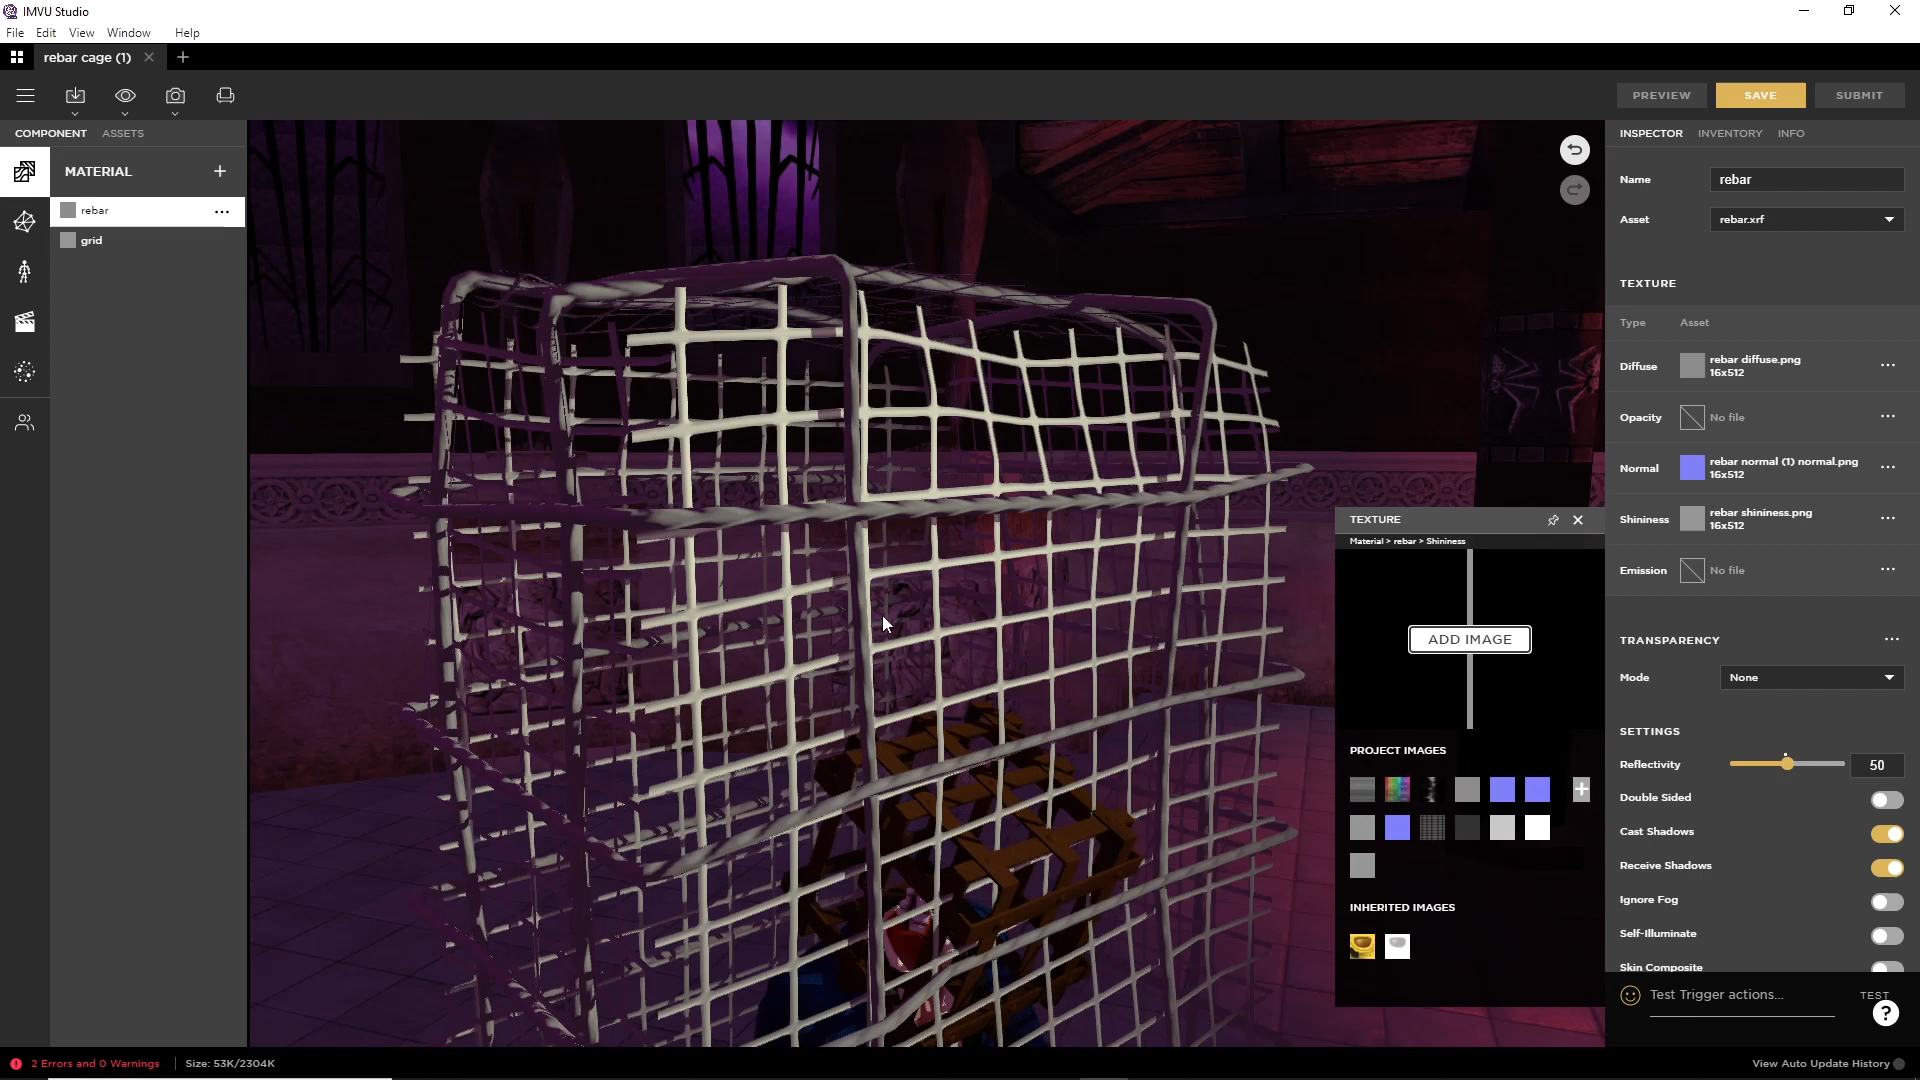 IMVU Studio
File Edit View Window Help
rebar cage (1)
PREVIEW SAVE SUBMIT
COMPONENT ASSETS
INSPECTOR INVENTORY INFO
MATERIAL
rebar
grid
Name rebar
Asset rebar.xrf
TEXTURE
Type Asset
Diffuse rebar diffuse.png
16x512
Opacity No file
Normal rebar normal (1) normal.png
16x512
Shininess rebar shininess.png
16x512
Emission No file
TRANSPARENCY
Mode None
SETTINGS
Reflectivity 50
Double Sided
Cast Shadows
Receive Shadows
Ignore Fog
Self-Illuminate
Skin Composite
Test Trigger actions... TEST
?
TEXTURE
Material > rebar > Shininess
ADD IMAGE
PROJECT IMAGES
INHERITED IMAGES
2 Errors and 0 Warnings Size: 53K/2304K
View Auto Update History